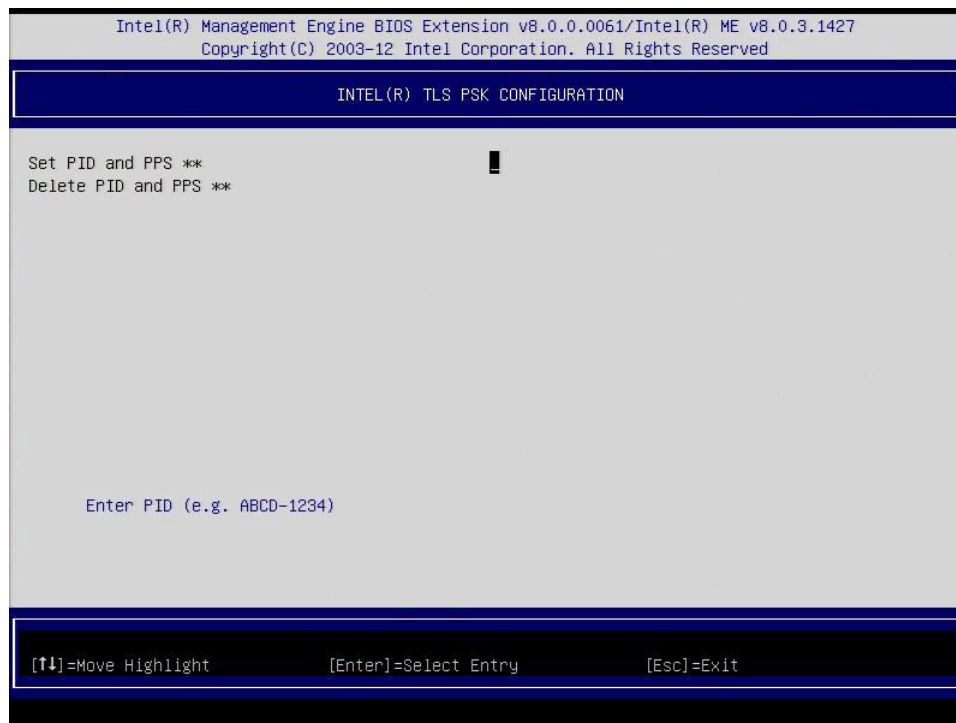 Intel(R) Management Engine BIOS Extension v8.0.0.0061/Intel(R) ME v8.0.3.1427
Copyright(C) 2003-12 Intel Corporation. All Rights Reserved
INTEL(R) TLS PSK CONFIGURATION
Set PID and PPS **
Delete PID and PPS **
Enter PID (e.g. ABCD-1234)
[↑↓]=Move Highlight [Enter]=Select Entry [Esc]=Exit